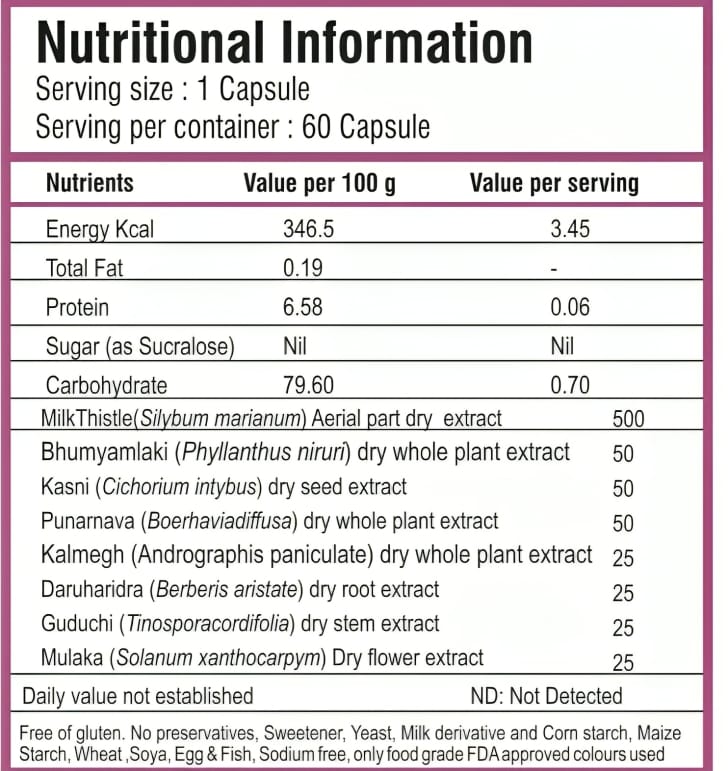 Nutritional Information
Serving size : 1 Capsule
Serving per container : 60 Capsule
Nutrients Value per 100 g Value per serving
Energy Kcal 346.5 3.45
Total Fat 0.19 -
Protein 6.58 0.06
Sugar (as Sucralose) Nil Nil
Carbohydrate 79.60 0.70
MilkThistle(Silybum marianum) Aerial part dry extract 500
Bhumyamlaki (Phyllanthus niruri) dry whole plant extract 50
Kasni (Cichorium intybus) dry seed extract 50
Punarnava (Boerhaviadiffusa) dry whole plant extract 50
Kalmegh (Andrographis paniculate) dry whole plant extract 25
Daruharidra (Berberis aristate) dry root extract 25
Guduchi (Tinosporacordifolia) dry stem extract 25
Mulaka (Solanum xanthocarpym) Dry flower extract 25
Daily value not established ND: Not Detected
Free of gluten. No preservatives, Sweetener, Yeast, Milk derivative and Corn starch, Maize
Starch, Wheat ,Soya, Egg & Fish, Sodium free, only food grade FDA approved colours used